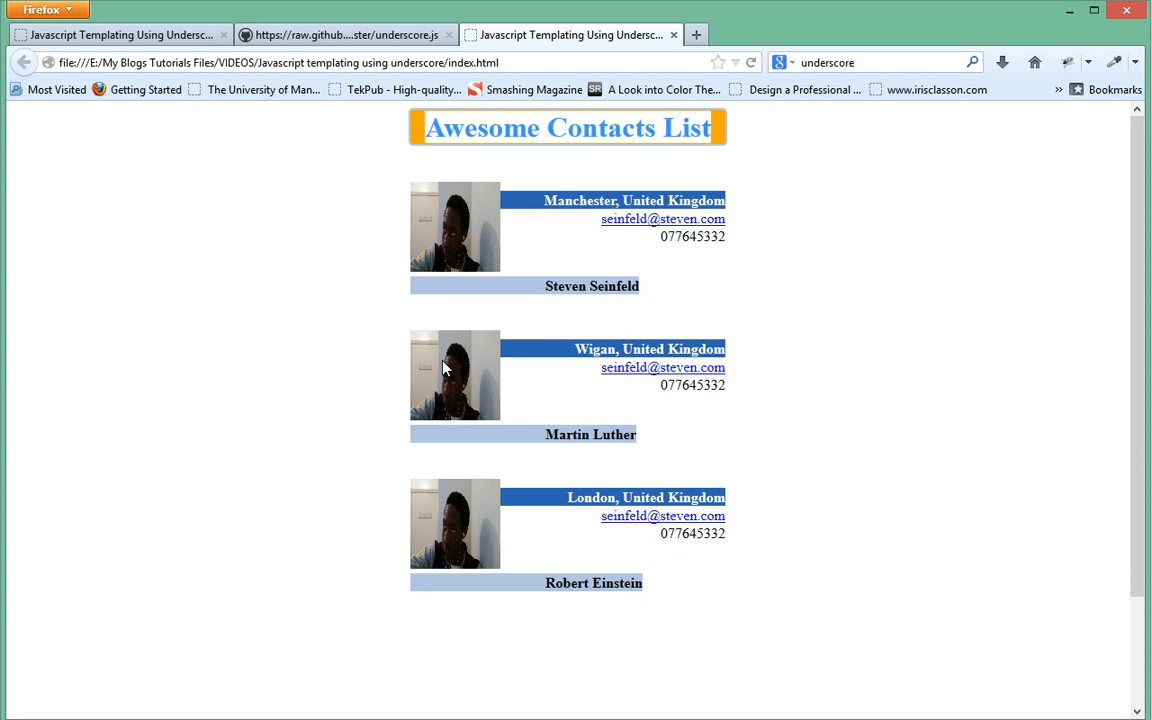 Firefox
Javascript Templating Using Undersc...
https://raw.github....ster/underscore.js
Javascript Templating Using Undersc...
file:///E:/My Blogs Tutorials Files/VIDEOS/Javascript templating using underscore/index.html
underscore
Most Visited
Getting Started
The University of Man...
TekPub - High-quality,...
Smashing Magazine
SR
A Look into Color The...
Design a Professional ...
www.irisclasson.com
»
Bookmarks
Awesome Contacts List
Manchester, United Kingdom
seinfeld@steven.com
077645332
Steven Seinfeld
Wigan, United Kingdom
seinfeld@steven.com
077645332
Martin Luther
London, United Kingdom
seinfeld@steven.com
077645332
Robert Einstein